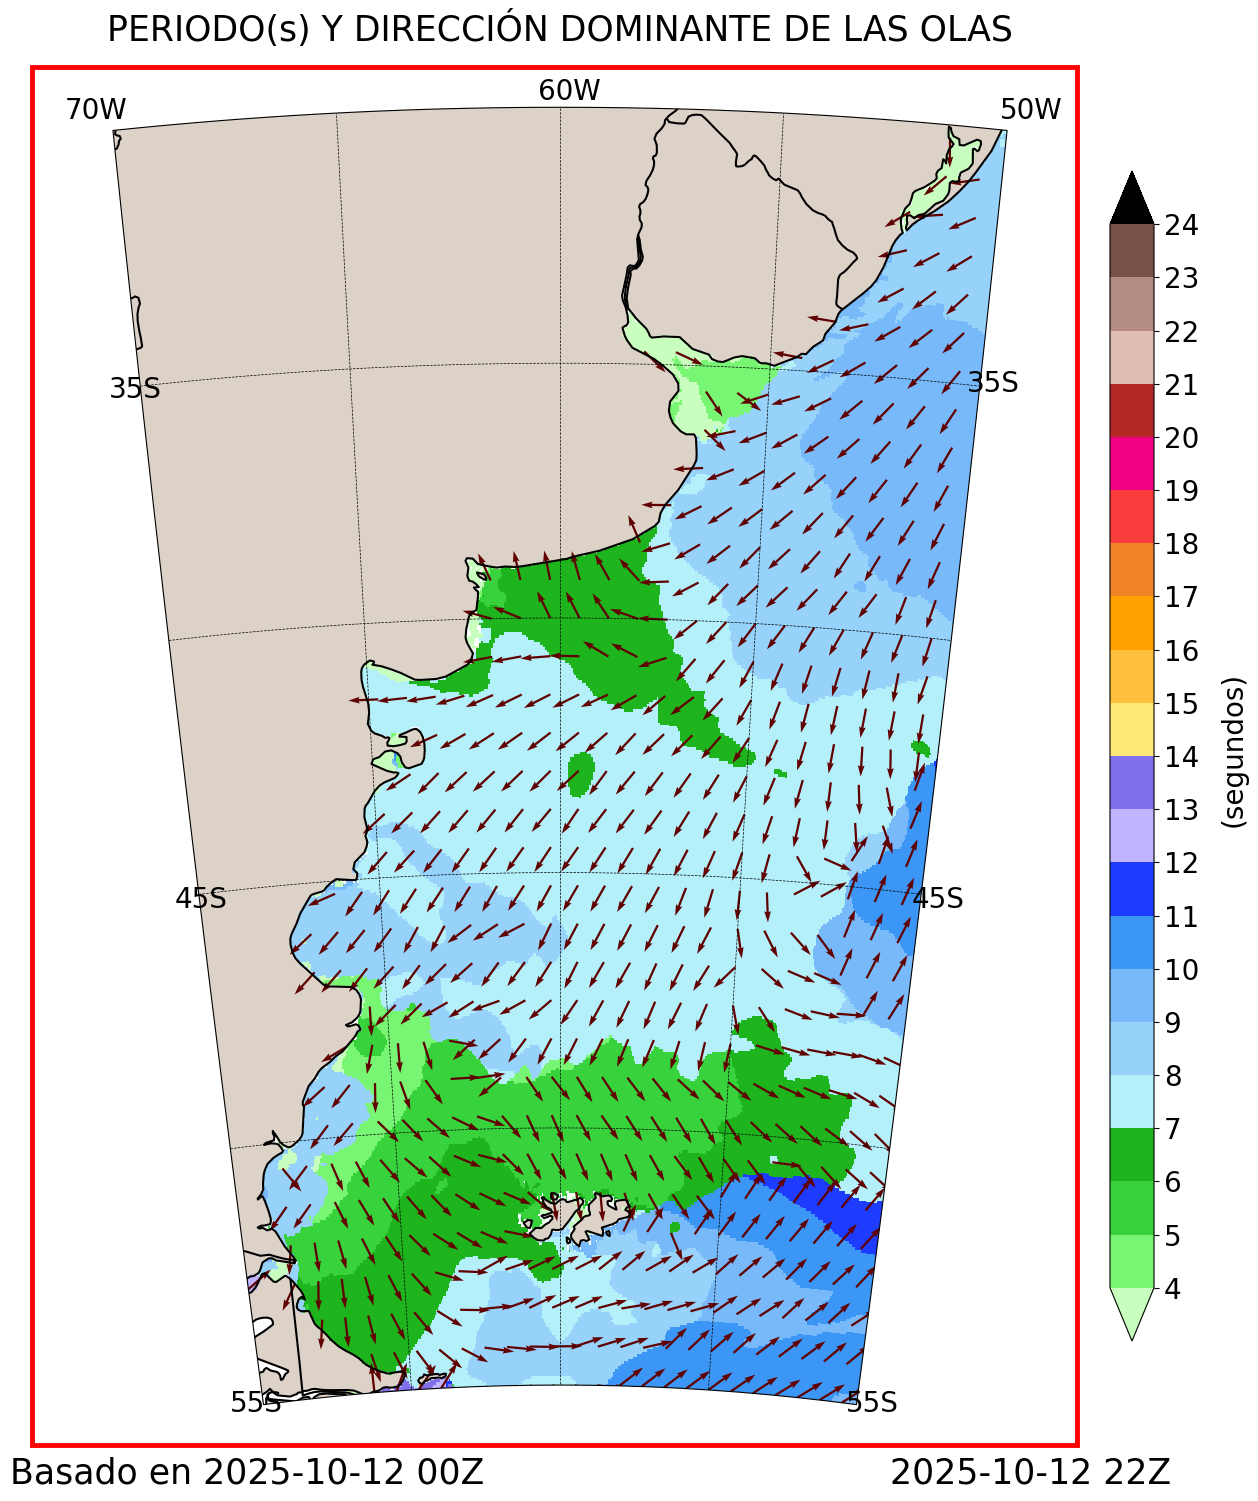 PERIODO(s) Y DIRECCIÓN DOMINANTE DE LAS OLAS
70W
60W
50W
35S
35S
45S
45S
55S
55S
24
23
22
21
20
19
18
17
16
15
14
13
12
11
10
9
8
7
6
5
4
(segundos)
Basado en 2025-10-12 00Z
2025-10-12 22Z